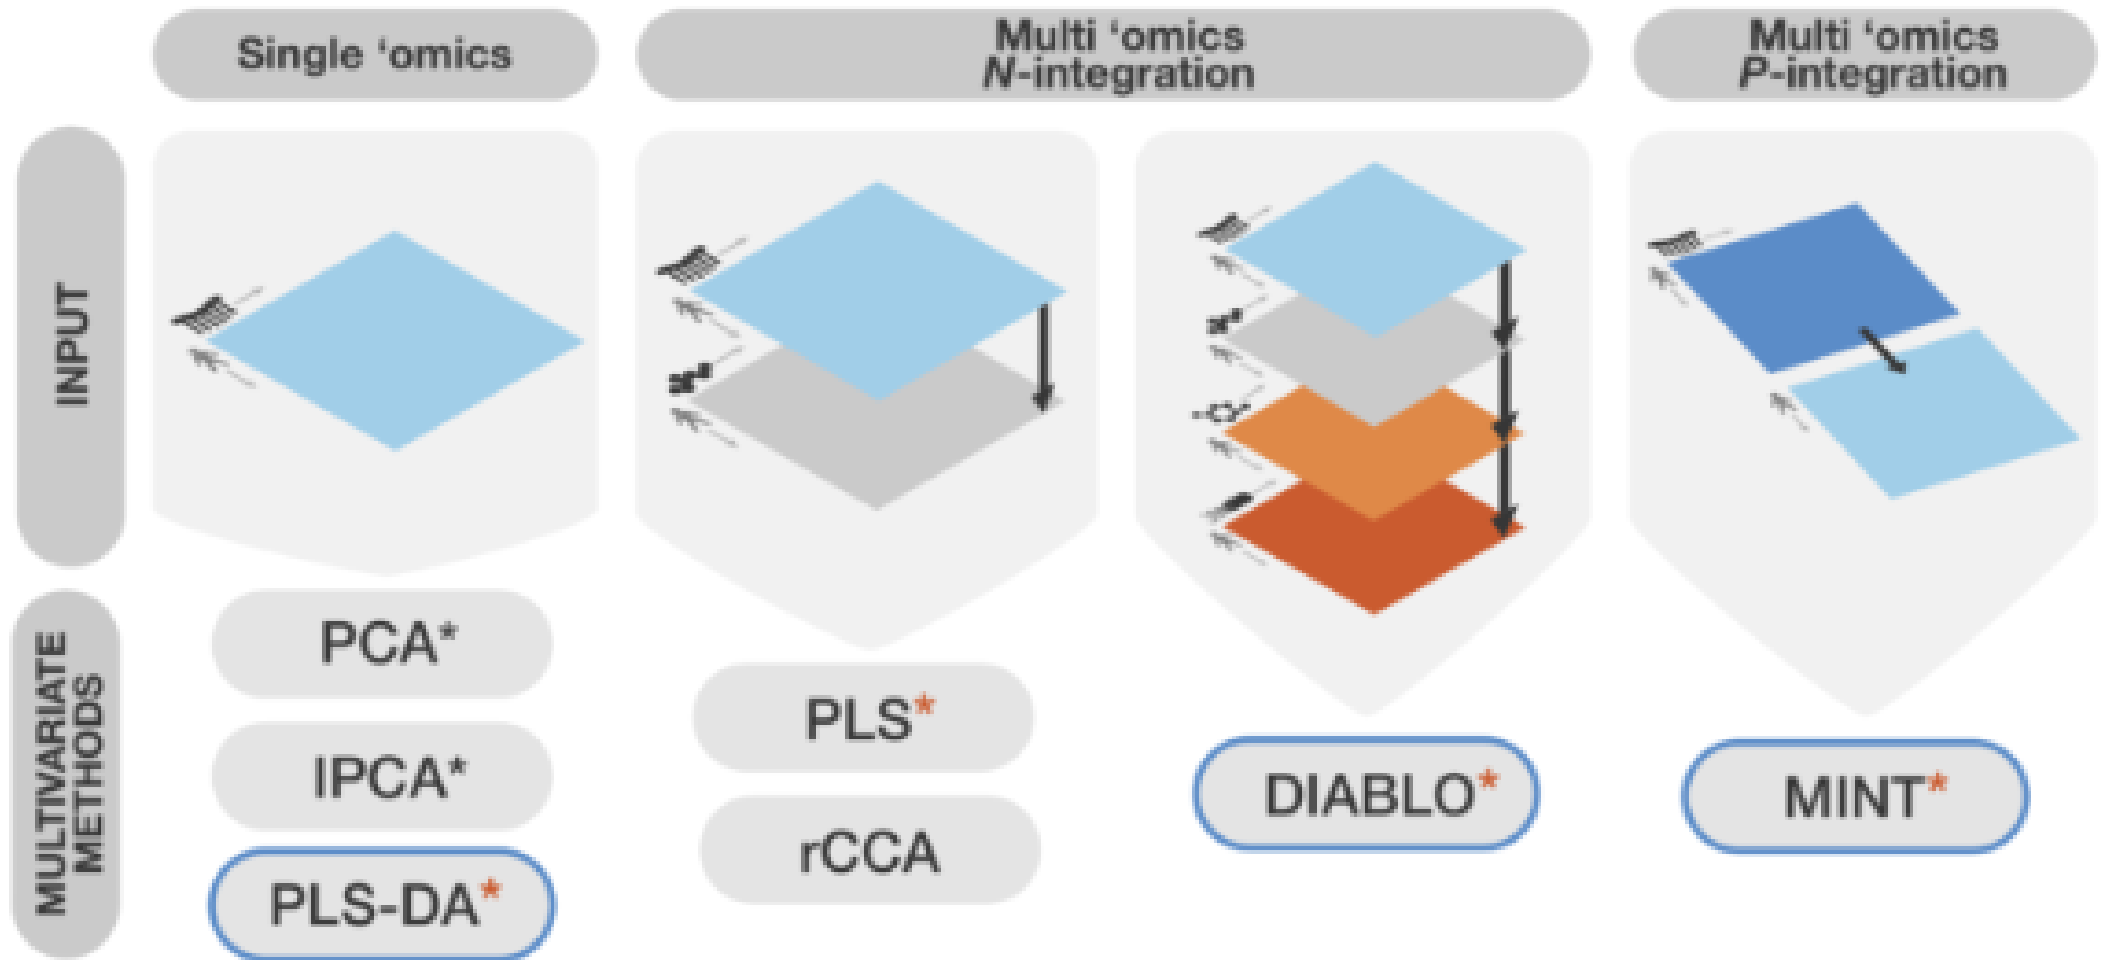 Single ‘omics
Multi ‘omics
N-integration
Multi ‘omics
P-integration
INPUT
MULTIVARIATE
METHODS
PCA*
IPCA*
PLS-DA*
PLS*
rCCA
DIABLO*
MINT*